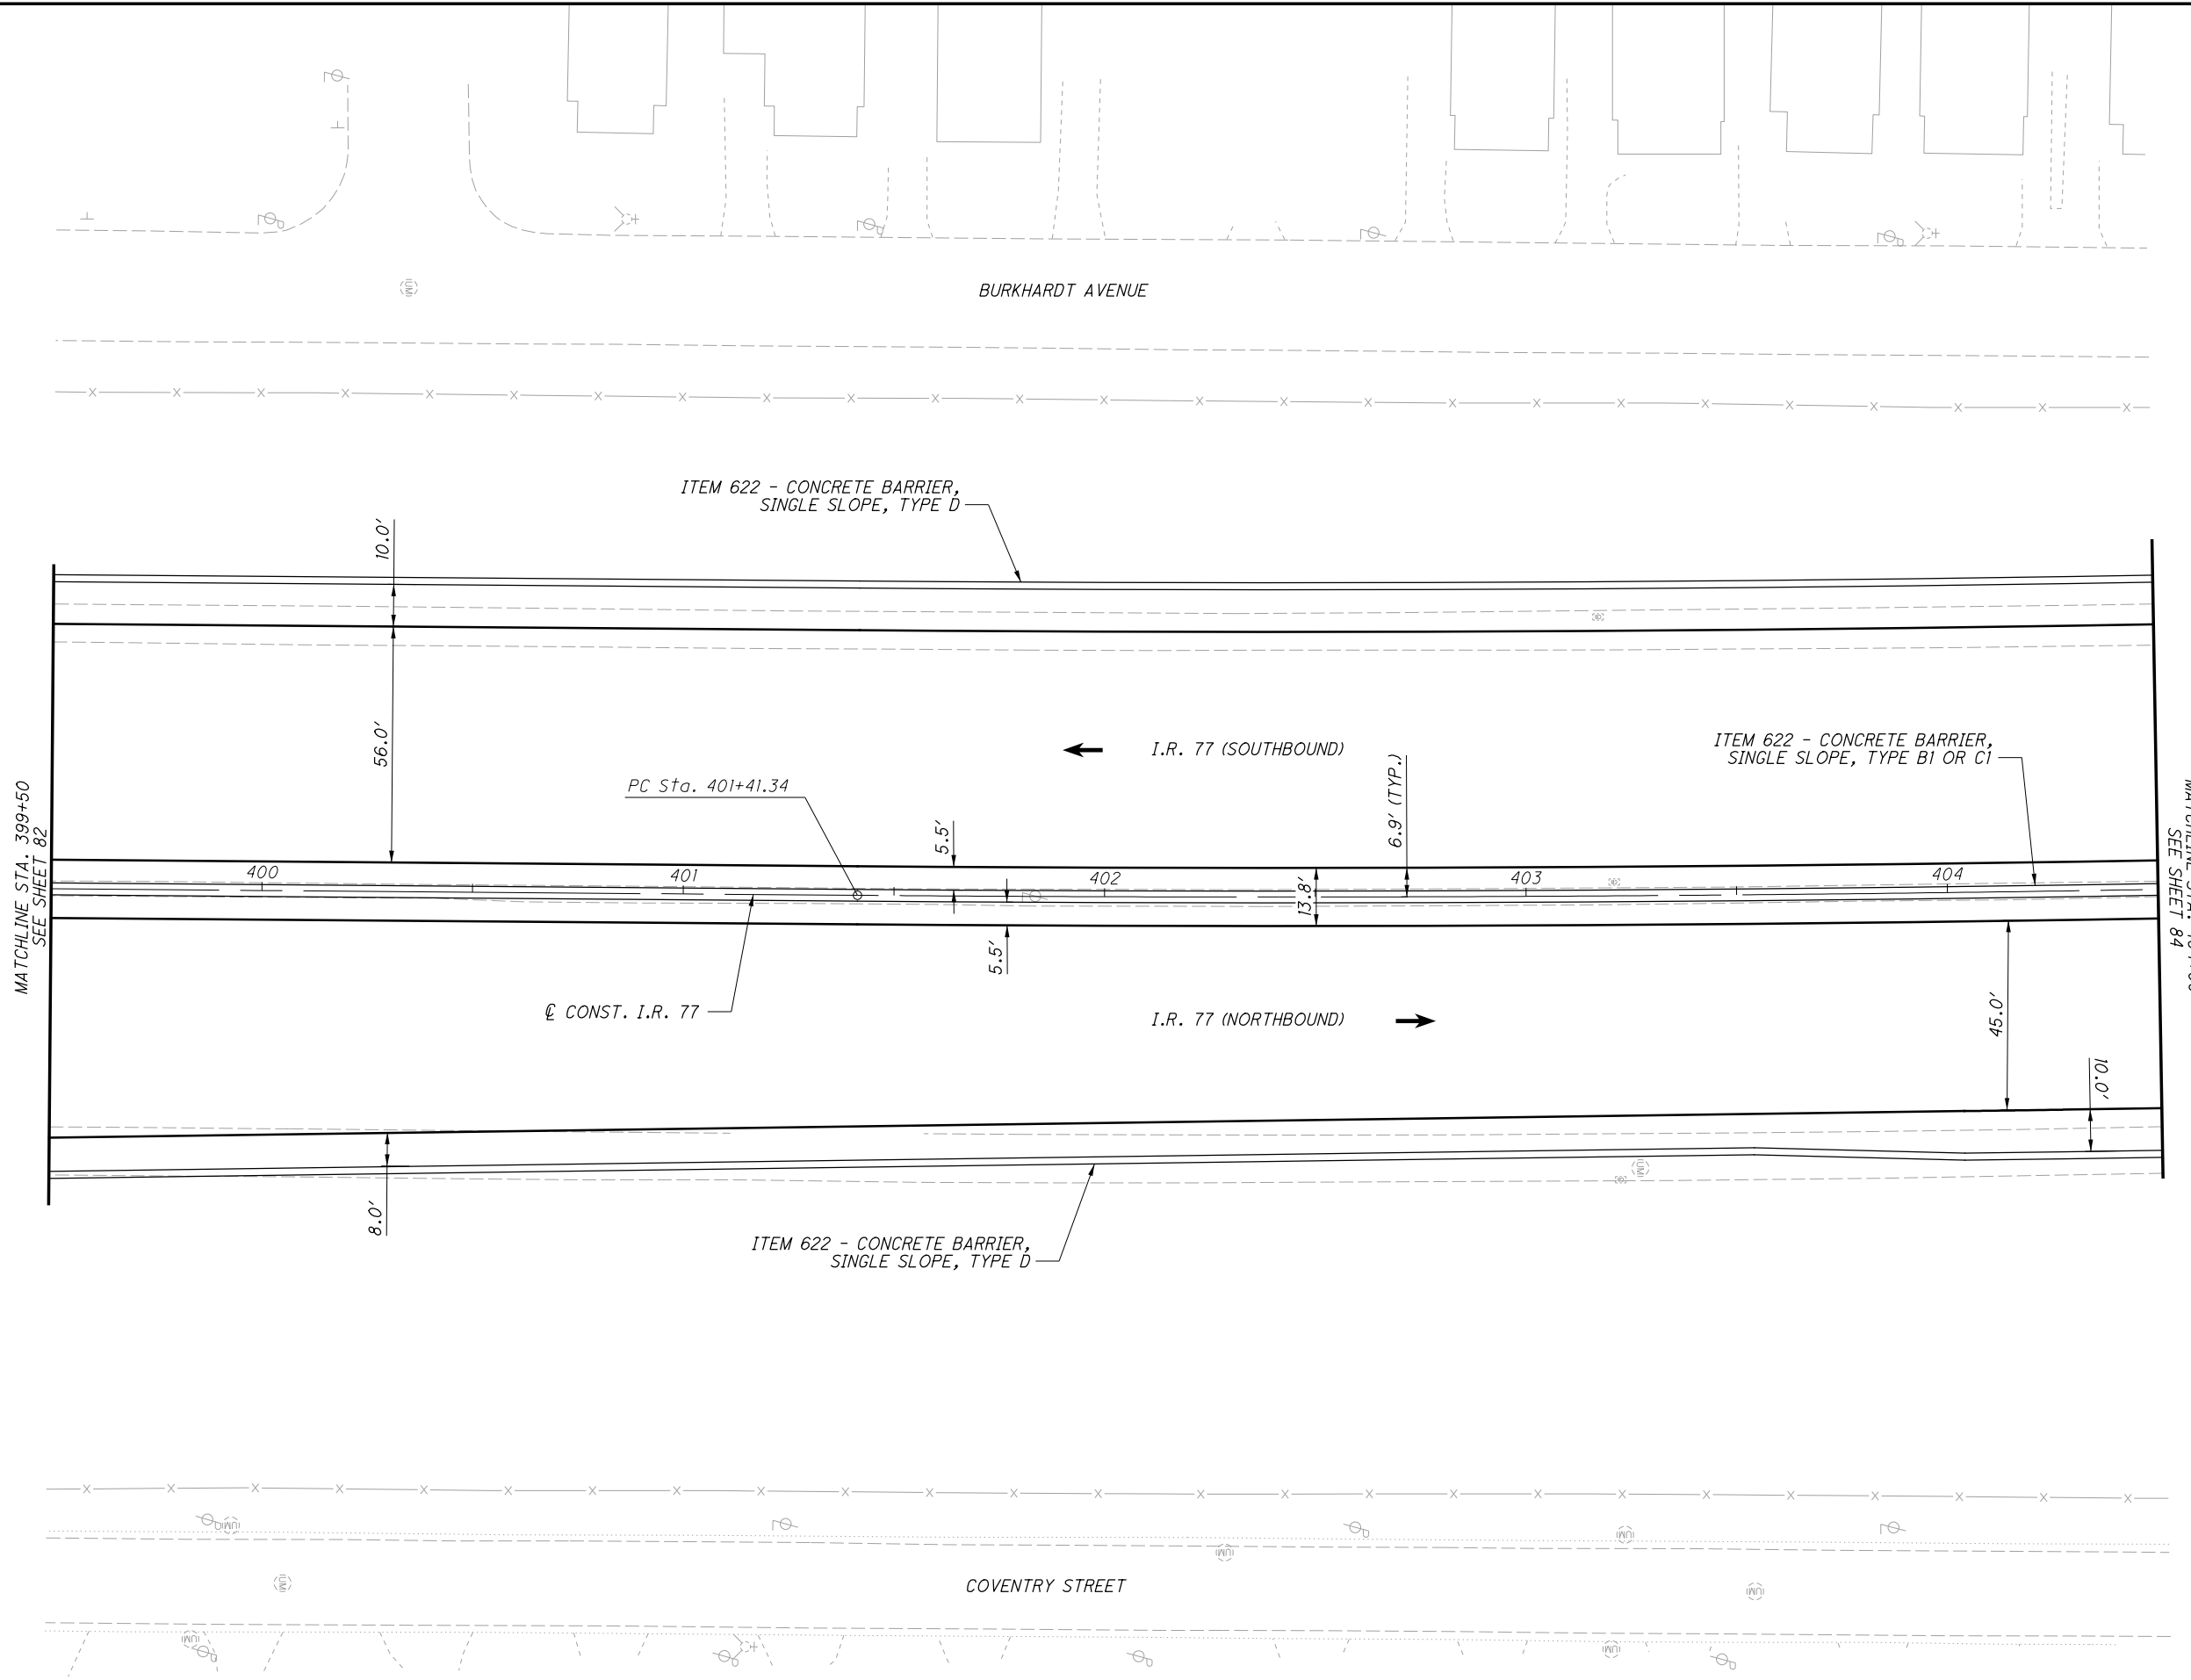 BURKHARDT AVENUE
ITEM 622 - CONCRETE BARRIER,
SINGLE SLOPE, TYPE D
10.0'
56.0'
I.R. 77 (SOUTHBOUND)
ITEM 622 - CONCRETE BARRIER,
SINGLE SLOPE, TYPE B1 OR C1
PC Sta. 401+41.34
6.9' (TYP.)
5.5'
MATCHLINE STA. 399+50
SEE SHEET 82
400
401
402
403
404
13.8'
5.5'
MATCHLINE STA.
SEE SHEET 84
℄ CONST. I.R. 77
I.R. 77 (NORTHBOUND)
45.0'
10.0'
8.0'
ITEM 622 - CONCRETE BARRIER,
SINGLE SLOPE, TYPE D
COVENTRY STREET